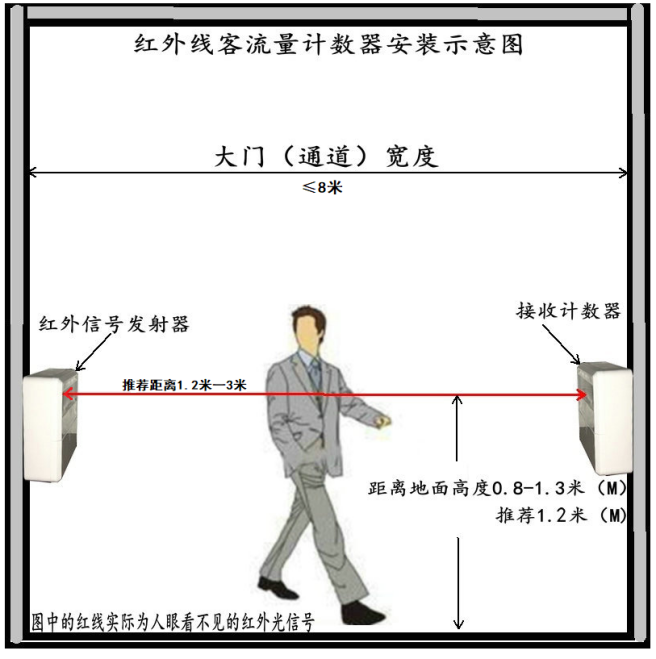 红外线客流量计数器安装示意图
大门（通道）宽度
≤8米
红外信号发射器
接收计数器
推荐距离1.2米—3米
距离地面高度0.8-1.3米（M）
推荐1.2米（M）
图中的红线实际为人眼看不见的红外光信号